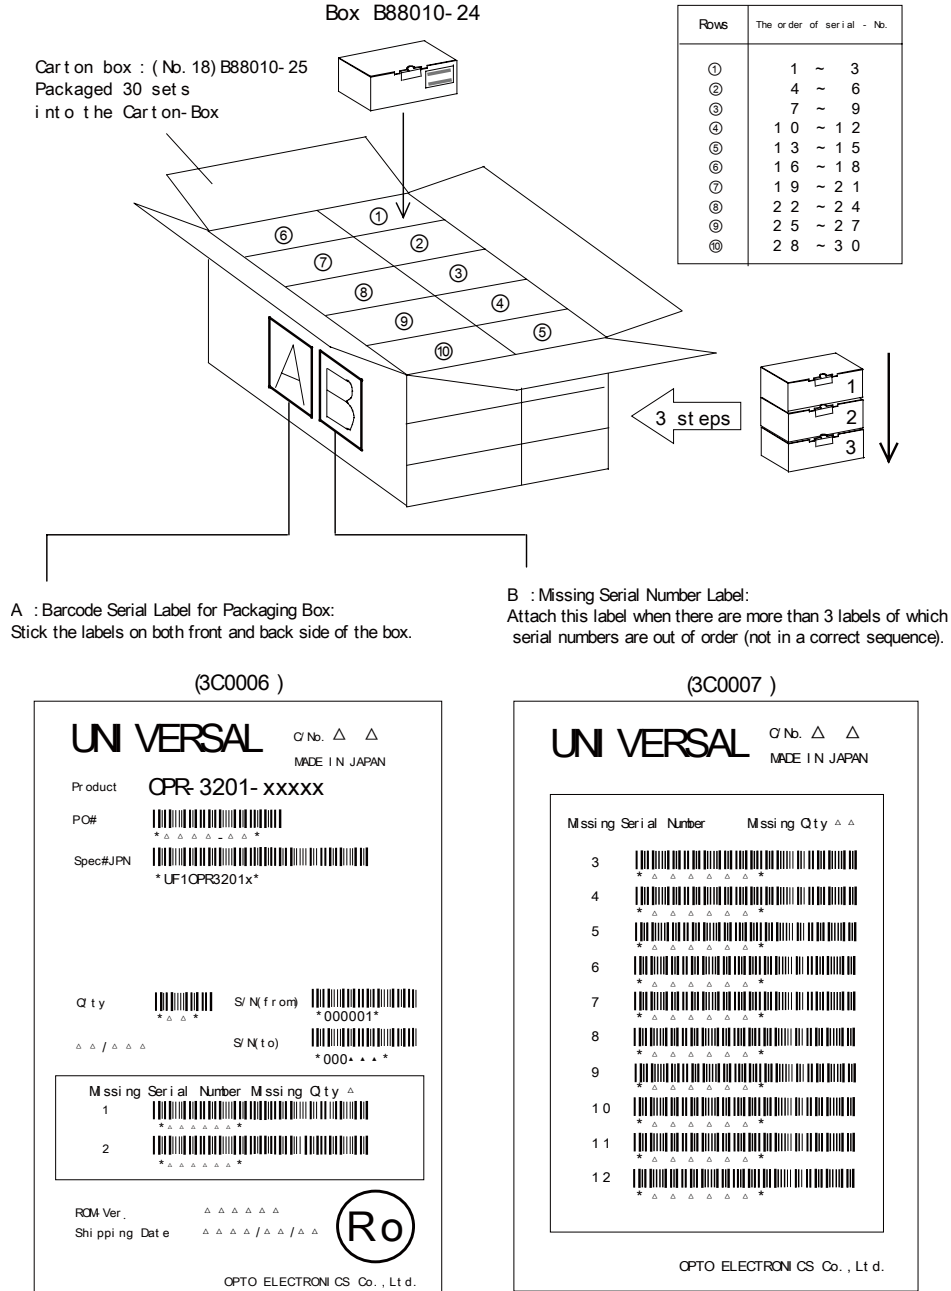 Box B88010-24
Carton box : (No. 18) B88010-25
Packaged 30 sets
into the Carton-Box
Rows The order of serial - No.
① 1 ~ 3
② 4 ~ 6
③ 7 ~ 9
④ 10 ~ 12
⑤ 13 ~ 15
⑥ 16 ~ 18
⑦ 19 ~ 21
⑧ 22 ~ 24
⑨ 25 ~ 27
⑩ 28 ~ 30
①
⑥
②
⑦
③
⑧
④
⑨
⑤
⑩
A
B
3 steps
1
2
3
A : Barcode Serial Label for Packaging Box:
Stick the labels on both front and back side of the box.
B : Missing Serial Number Label:
Attach this label when there are more than 3 labels of which
serial numbers are out of order (not in a correct sequence).
(3C0006 )
UNIVERSAL C/No. △ △
MADE IN JAPAN
Product OPR-3201-xxxxx
PO#
*△△△△-△△*
Spec#JPN
*UF1OPR3201x*
Q'ty S/N(from)
*△△* *000001*
△△/△△△ S/N(to)
*000▲▲▲*
Missing Serial Number Missing Qty △
1
*△△△△△△*
2
*△△△△△△*
ROM-Ver. △△△△△△
Shipping Date △△△△/△△/△△
Ro
OPTO ELECTRONICS Co., Ltd.
(3C0007 )
UNIVERSAL C/No. △ △
MADE IN JAPAN
Missing Serial Number Missing Qty △△
3
*△△△△△△*
4
*△△△△△△*
5
*△△△△△△*
6
*△△△△△△*
7
*△△△△△△*
8
*△△△△△△*
9
*△△△△△△*
10
*△△△△△△*
11
*△△△△△△*
12
*△△△△△△*
OPTO ELECTRONICS Co., Ltd.